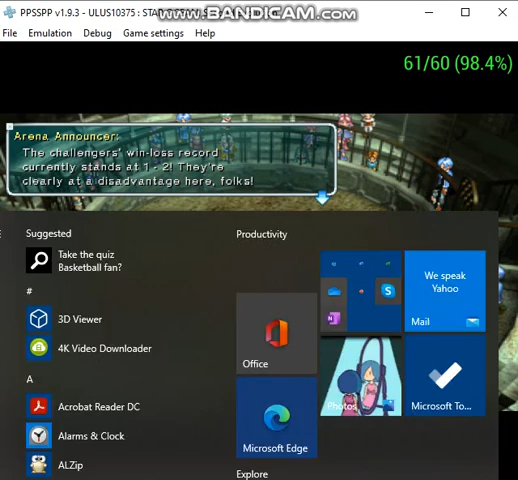 PPSSPP v1.9.3 - ULUS10375 : STAR
www.BANDICAM.com
File Emulation Debug Game settings Help
61/60 (98.4%)
Arena Announcer:
The challengers' win-loss record
currently stands at 1 - 2! They're
clearly at a disadvantage here, folks!
Suggested
Take the quiz
Basketball fan?
#
3D Viewer
4K Video Downloader
A
Acrobat Reader DC
Alarms & Clock
ALZip
Productivity
Office
We speak
Yahoo
Mail
Microsoft Edge
Photos
Microsoft To...
Explore